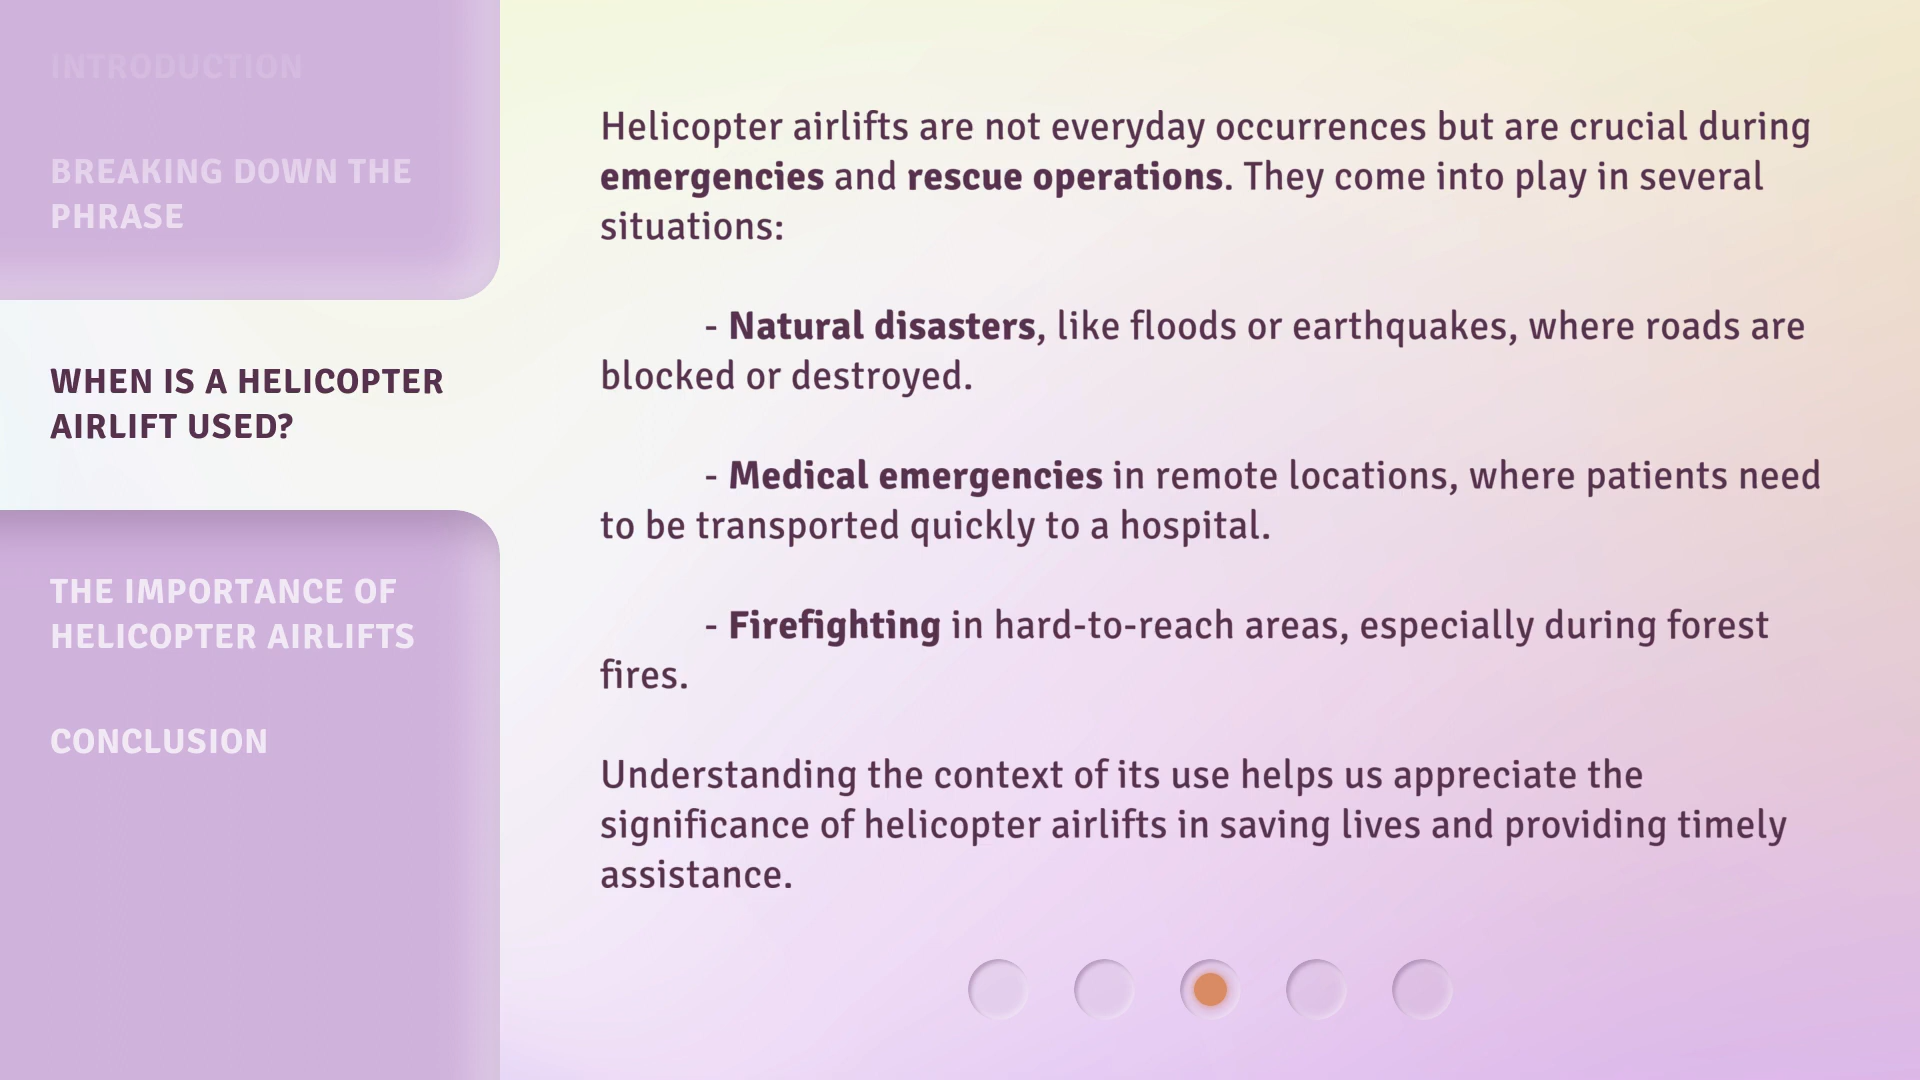 INTRODUCTION
BREAKING DOWN THE
PHRASE
WHEN IS A HELICOPTER
AIRLIFT USED?
THE IMPORTANCE OF
HELICOPTER AIRLIFTS
CONCLUSION
Helicopter airlifts are not everyday occurrences but are crucial during
emergencies and rescue operations. They come into play in several
situations:
- Natural disasters, like floods or earthquakes, where roads are
blocked or destroyed.
- Medical emergencies in remote locations, where patients need
to be transported quickly to a hospital.
- Firefighting in hard-to-reach areas, especially during forest
fires.
Understanding the context of its use helps us appreciate the
significance of helicopter airlifts in saving lives and providing timely
assistance.